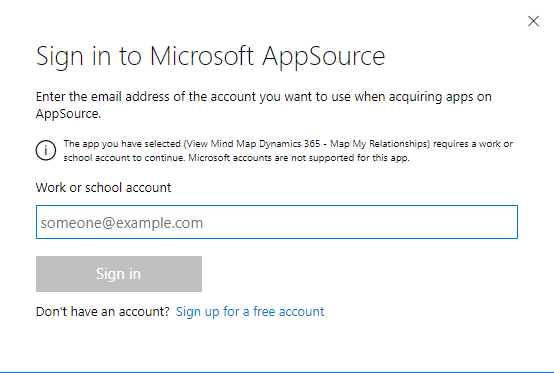 Sign in to Microsoft AppSource
Enter the email address of the account you want to use when acquiring apps on
AppSource.
The app you have selected (View Mind Map Dynamics 365 - Map My Relationships) requires a work or
school account to continue. Microsoft accounts are not supported for this app.
Work or school account
someone@example.com
Sign in
Don't have an account? Sign up for a free account